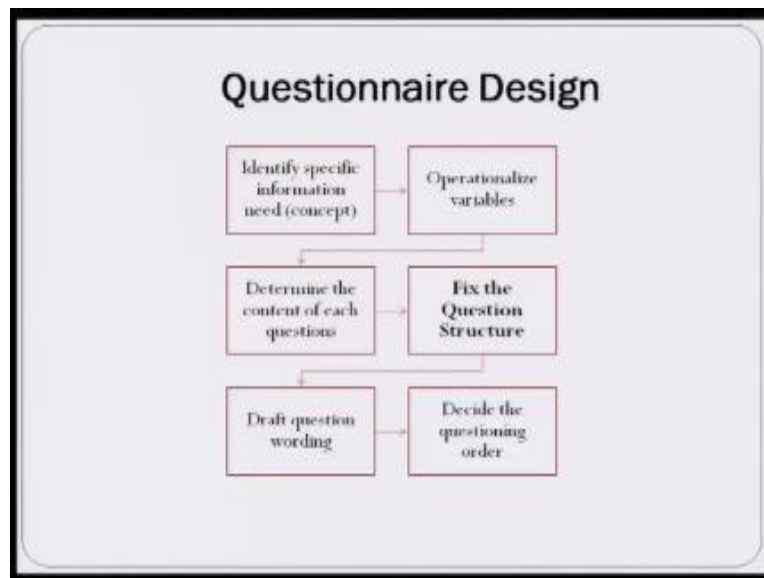 Questionnaire Design
Identify specific
information
need (concept)
Operationalize
variables
Determine the
content of each
questions
Fix the
Question
Structure
Draft question
wording
Decide the
questioning
order